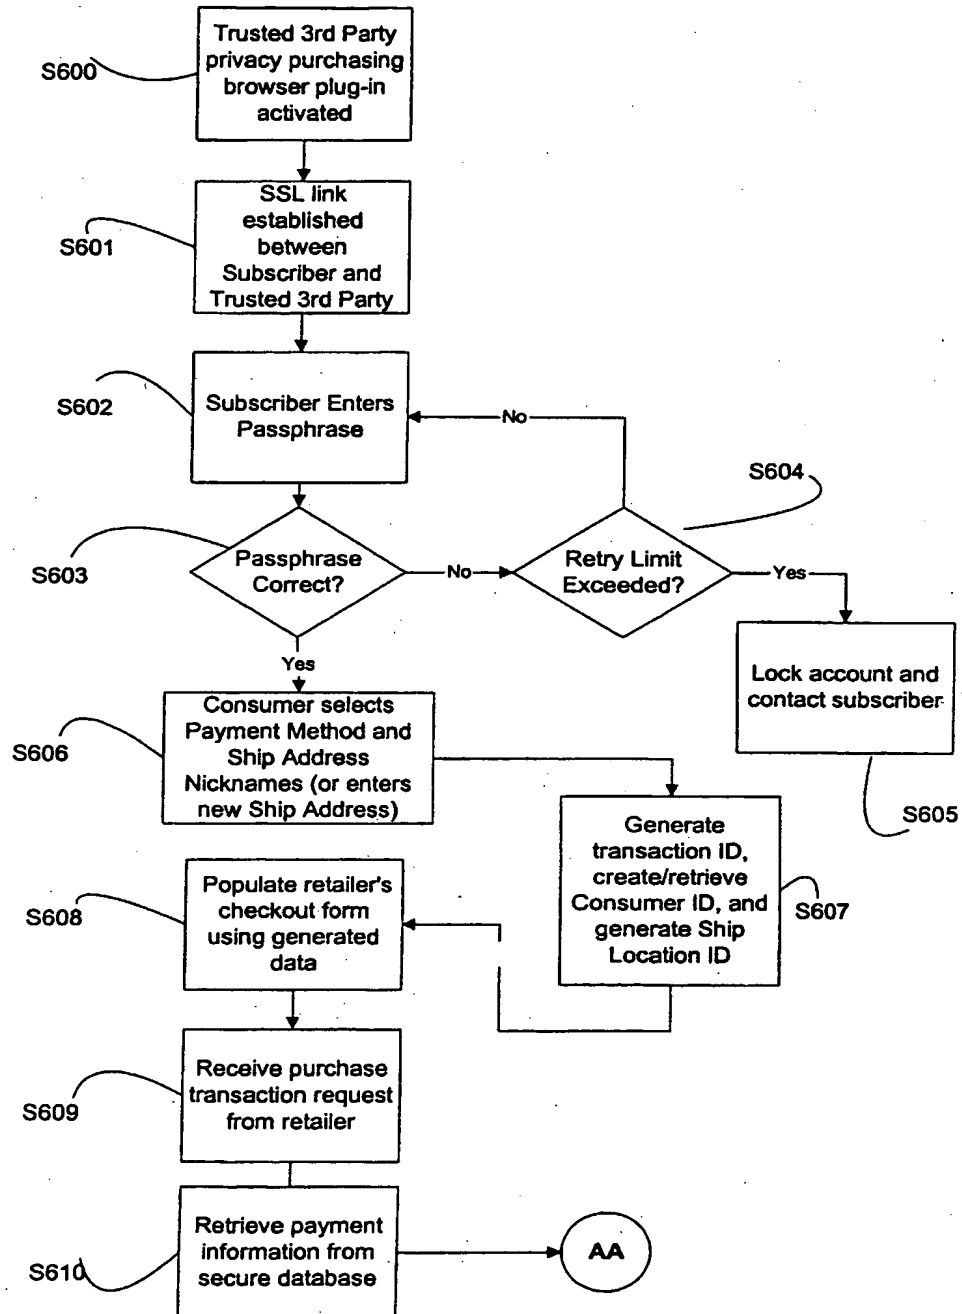 Trusted 3rd Party
privacy purchasing
browser plug-in
activated
S600
SSL link
established
between
Subscriber and
Trusted 3rd Party
S601
Subscriber Enters
Passphrase
S602
No
S604
Passphrase
Correct?
S603
No
Retry Limit
Exceeded?
Yes
Yes
Lock account and
contact subscriber
S605
Consumer selects
Payment Method and
Ship Address
Nicknames (or enters
new Ship Address)
S606
Generate
transaction ID,
create/retrieve
Consumer ID, and
generate Ship
Location ID
S607
Populate retailer's
checkout form
using generated
data
S608
Receive purchase
transaction request
from retailer
S609
Retrieve payment
information from
secure database
S610
AA